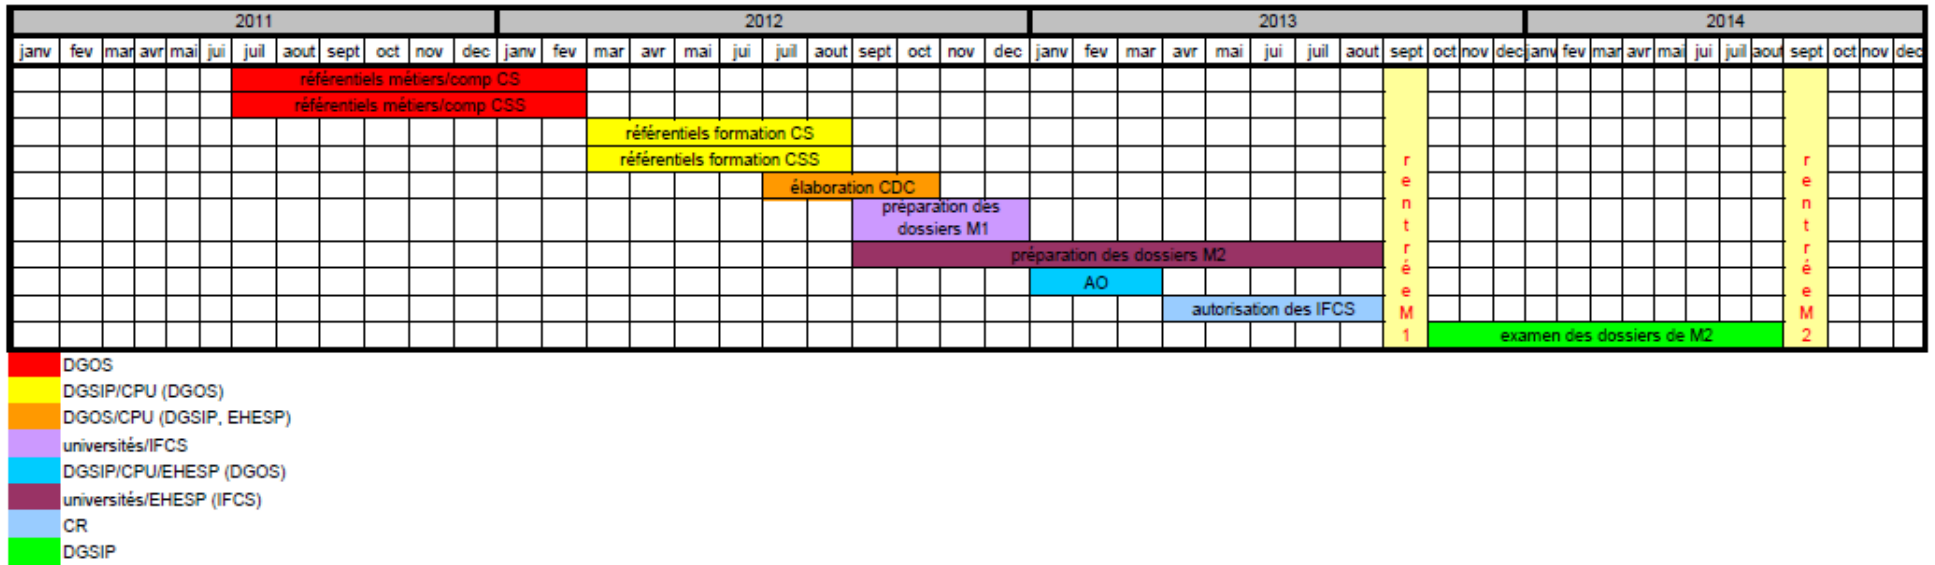 2011 2012 2013 2014
janv fev mar avr mai jui juil aout sept oct nov dec janv fev mar avr mai jui juil aout sept oct nov dec janv fev mar avr mai jui juil aout sept oct nov dec janv fev mar avr mai jui juil aout sept oct nov dec
référentiels métiers/comp CS
référentiels métiers/comp CSS
référentiels formation CS
référentiels formation CSS
élaboration CDC
préparation des
dossiers M1
préparation des dossiers M2
AO
autorisation des IFCS
rentrée M1
examen des dossiers de M2
rentrée M2
DGOS
DGSIP/CPU (DGOS)
DGOS/CPU (DGSIP, EHESP)
universités/IFCS
DGSIP/CPU/EHESP (DGOS)
universités/EHESP (IFCS)
CR
DGSIP